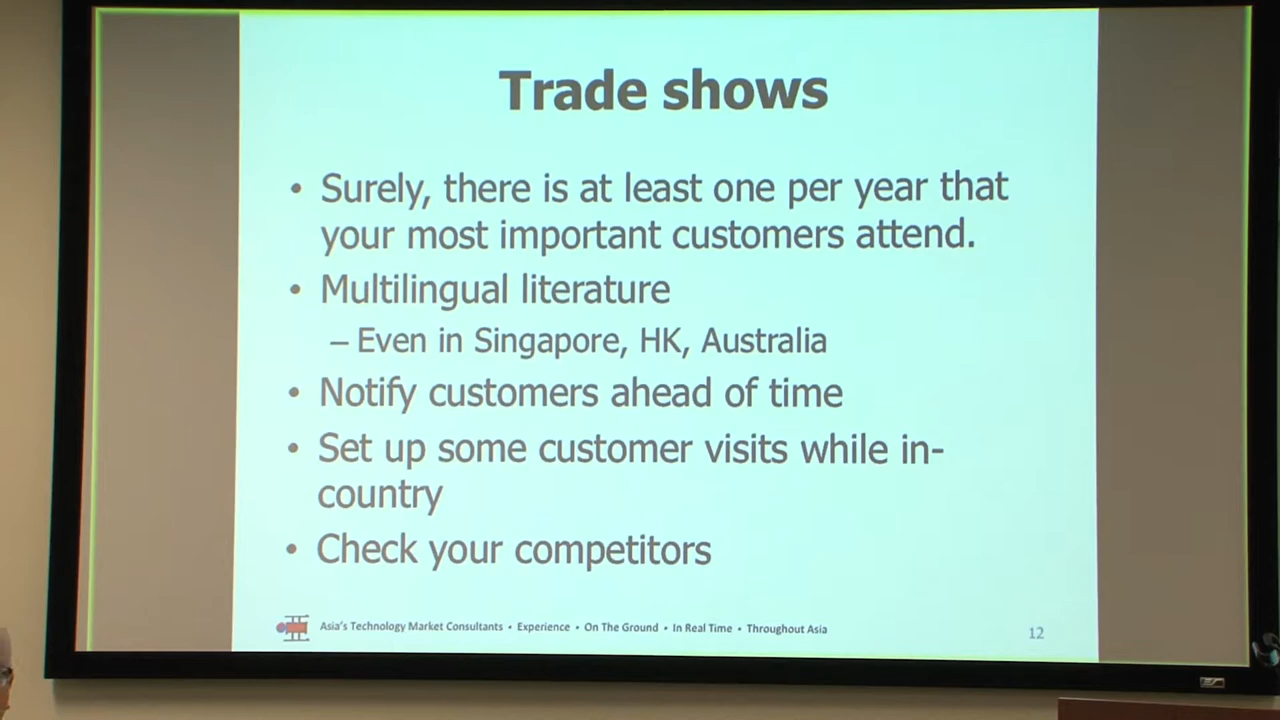 Trade shows
• Surely, there is at least one per year that
your most important customers attend.
• Multilingual literature
– Even in Singapore, HK, Australia
• Notify customers ahead of time
• Set up some customer visits while in-
country
• Check your competitors
Asia's Technology Market Consultants • Experience • On The Ground • In Real Time • Throughout Asia
12